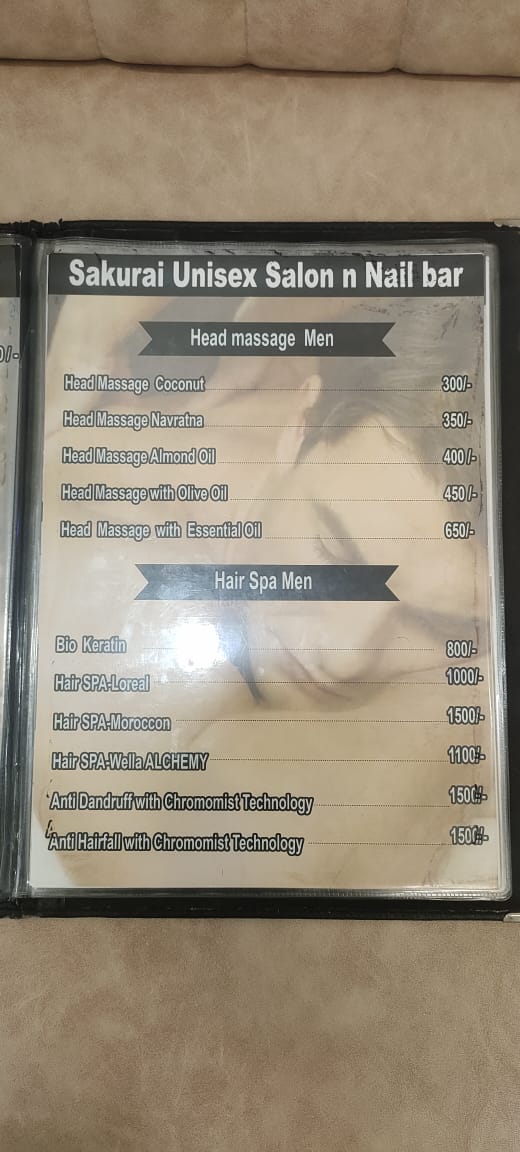 Sakurai Unisex Salon n Nail bar
Head massage Men
Head Massage Coconut 300/-
Head Massage Navratna 350/-
Head Massage Almond Oil 400/-
Head Massage with Olive Oil 450/-
Head Massage with Essential Oil 650/-
Hair Spa Men
Bio Keratin 800/-
Hair SPA-Loreal 1000/-
Hair SPA-Moroccon 1500/-
Hair SPA-Wella ALCHEMY 1100/-
Anti Dandruff with Chromomist Technology 1500/-
Anti Hairfall with Chromomist Technology 1500/-